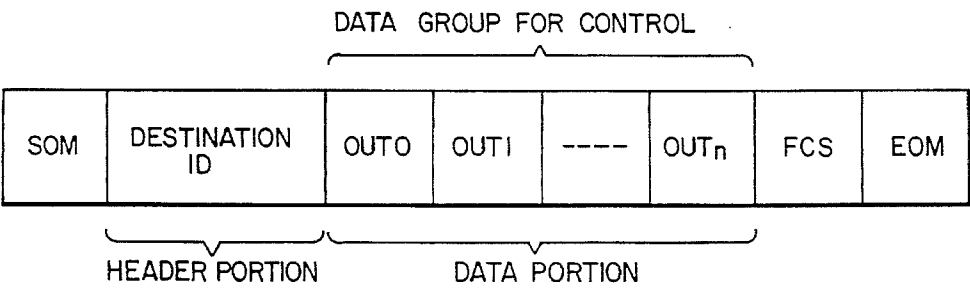 DATA GROUP FOR CONTROL
SOM DESTINATION ID OUT0 OUT1 ---- OUTn FCS EOM
HEADER PORTION DATA PORTION